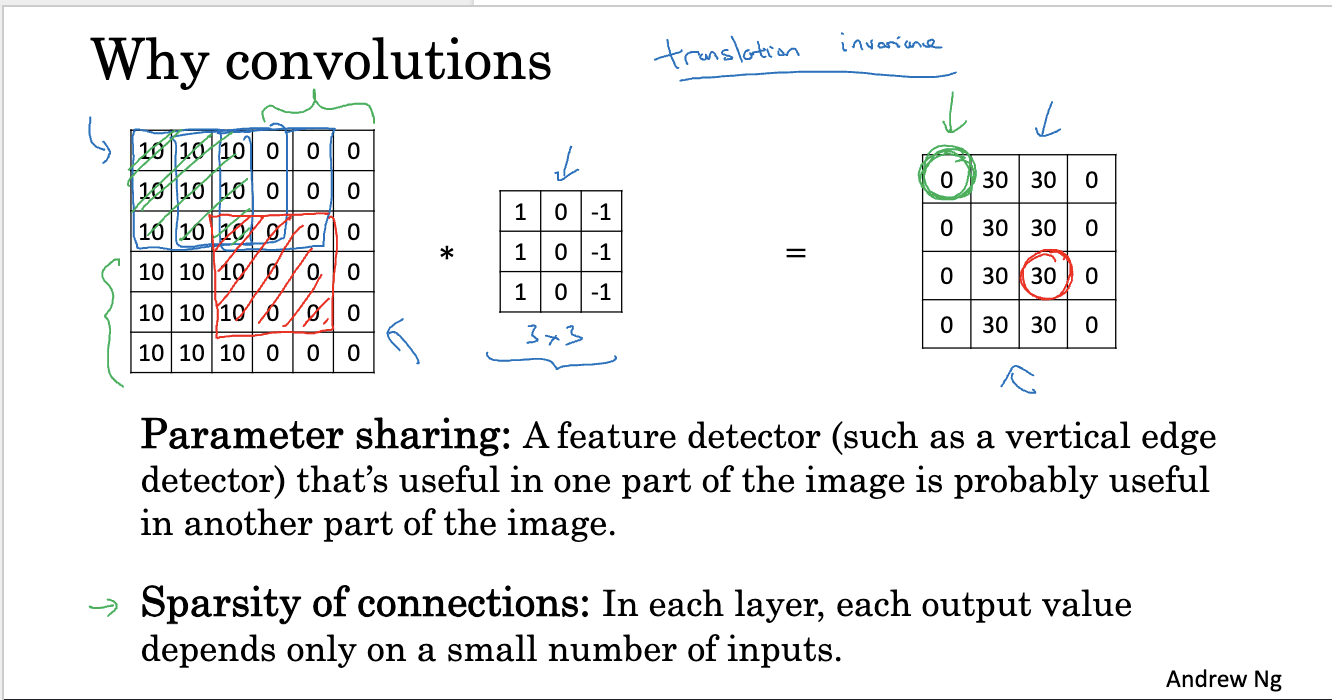 Why convolutions
translation invariance
10 10 10 0 0 0
10 10 10 0 0 0
10 10 10 0 0 0
10 10 10 0 0 0
10 10 10 0 0 0
10 10 10 0 0 0
*
1 0 -1
1 0 -1
1 0 -1
3×3
=
0 30 30 0
0 30 30 0
0 30 30 0
0 30 30 0
Parameter sharing: A feature detector (such as a vertical edge
detector) that’s useful in one part of the image is probably useful
in another part of the image.
→ Sparsity of connections: In each layer, each output value
depends only on a small number of inputs.
Andrew Ng